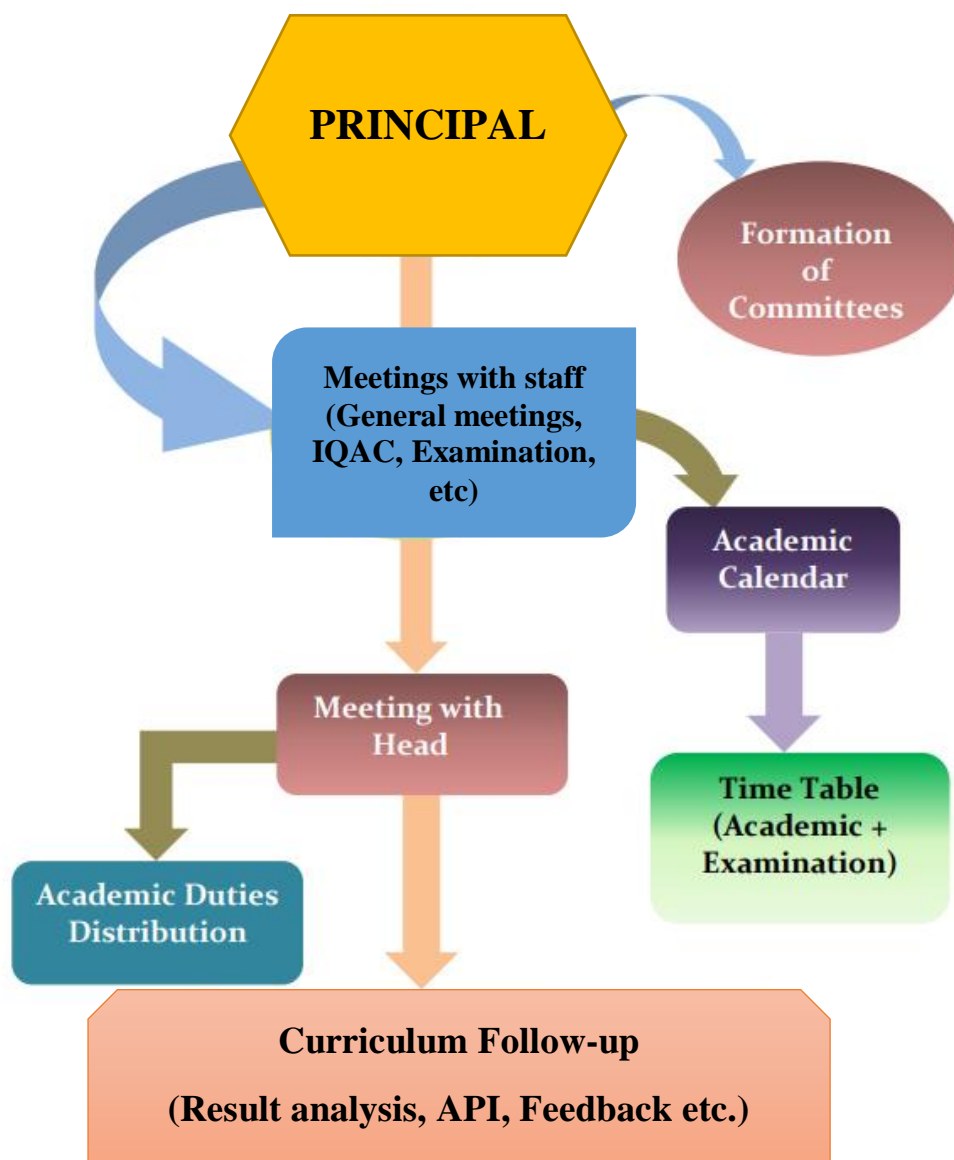 PRINCIPAL
Formation
of
Committees
Meetings with staff
(General meetings,
IQAC, Examination,
etc)
Academic
Calendar
Meeting with
Head
Time Table
(Academic +
Examination)
Academic Duties
Distribution
Curriculum Follow-up
(Result analysis, API, Feedback etc.)